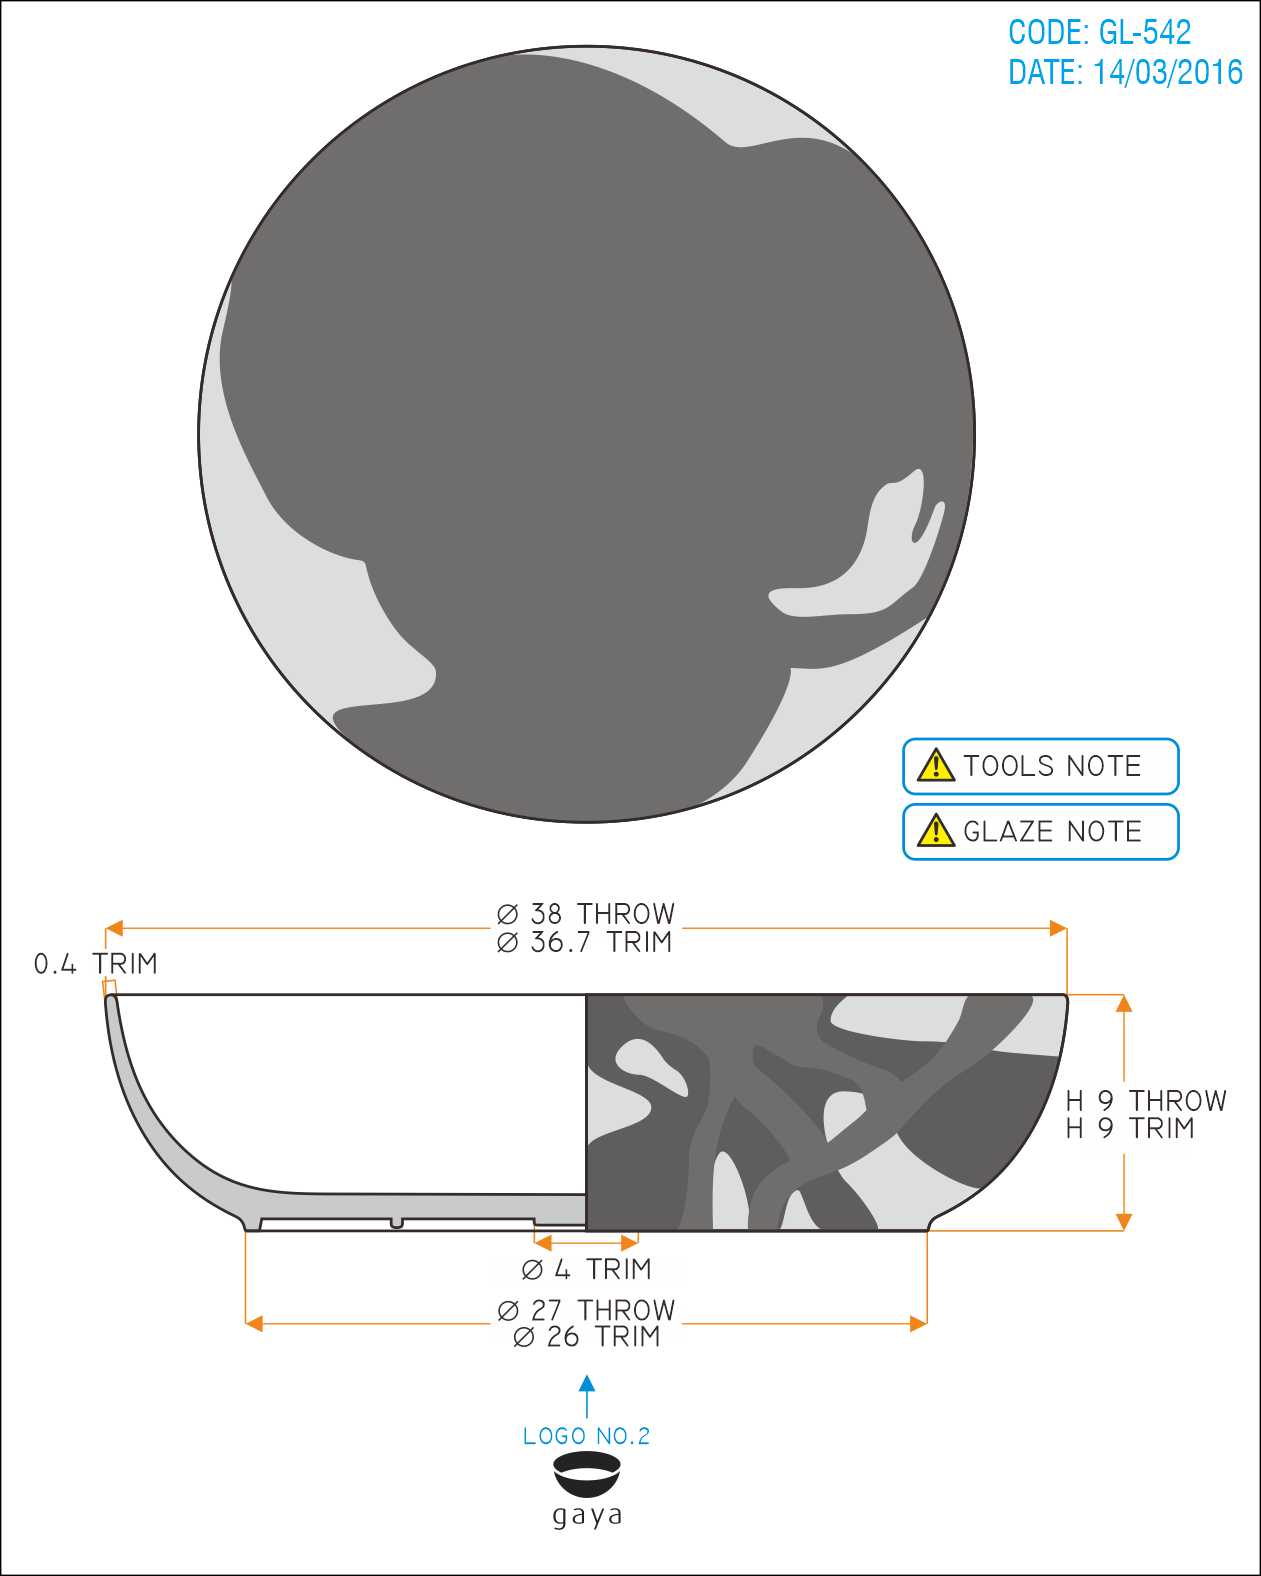 CODE: GL-542
DATE: 14/03/2016
TOOLS NOTE
GLAZE NOTE
Ø 38 THROW
Ø 36.7 TRIM
0.4 TRIM
H 9 THROW
H 9 TRIM
Ø 4 TRIM
Ø 27 THROW
Ø 26 TRIM
LOGO NO.2
gaya